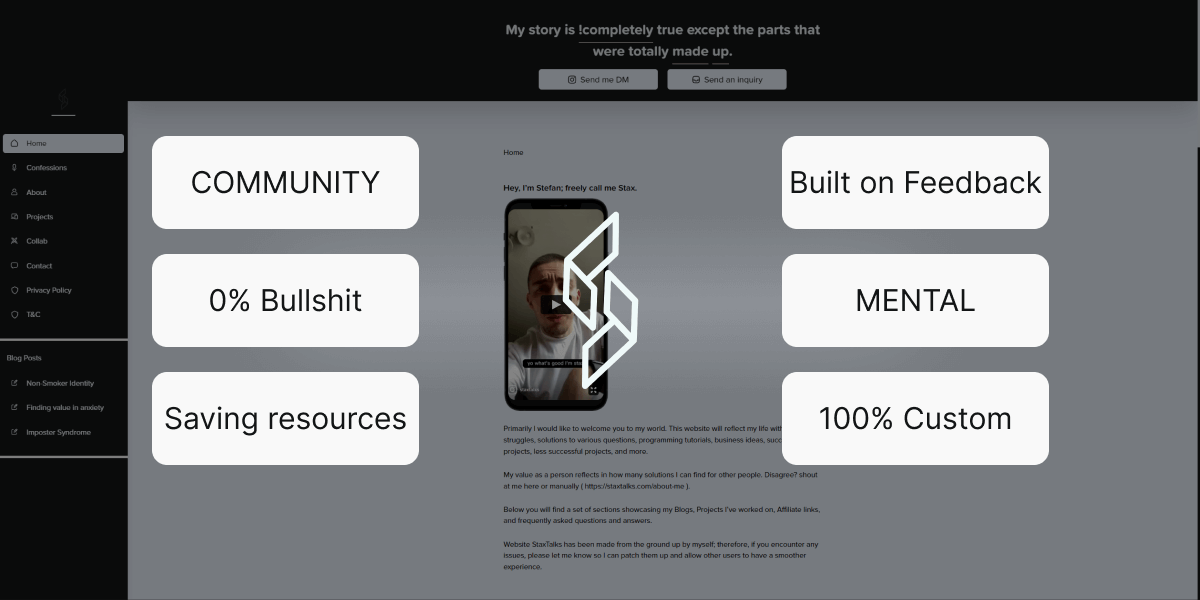 My story is !completely true except the parts that
were totally made up.
Send me DM
Send an inquiry
Home
Confessions
About
Projects
Collab
Contact
Privacy Policy
T&C
Blog Posts
Non-Smoker Identity
Finding value in anxiety
Imposter Syndrome
COMMUNITY
0% Bullshit
Saving resources
Built on Feedback
MENTAL
100% Custom
Home
Hey, I'm Stefan; freely call me Stax.
yo what's good i'm
Primarily I would like to welcome you to my world. This website will reflect my life with
struggles, solutions to various questions, programming tutorials, business ideas,
projects, less successful projects, and more.
My value as a person reflects in how many solutions I can find for other people. Disagree? shout
at me here or manually ( https://staxtalks.com/about-me ).
Below you will find a set of sections showcasing my Blogs, Projects I've worked on, Affiliate links,
and frequently asked questions and answers.
Website StaxTalks has been made from the ground up by myself; therefore, if you encounter any
issues, please let me know so I can patch them up and allow other users to have a smoother
experience.